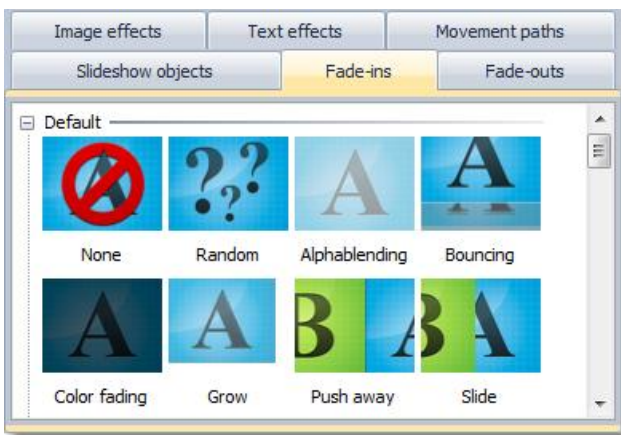 Image effects Text effects Movement paths
Slideshow objects Fade-ins Fade-outs
Default
A ??? A A
None Random Alphablending Bouncing
A A B A B A
Color fading Grow Push away Slide